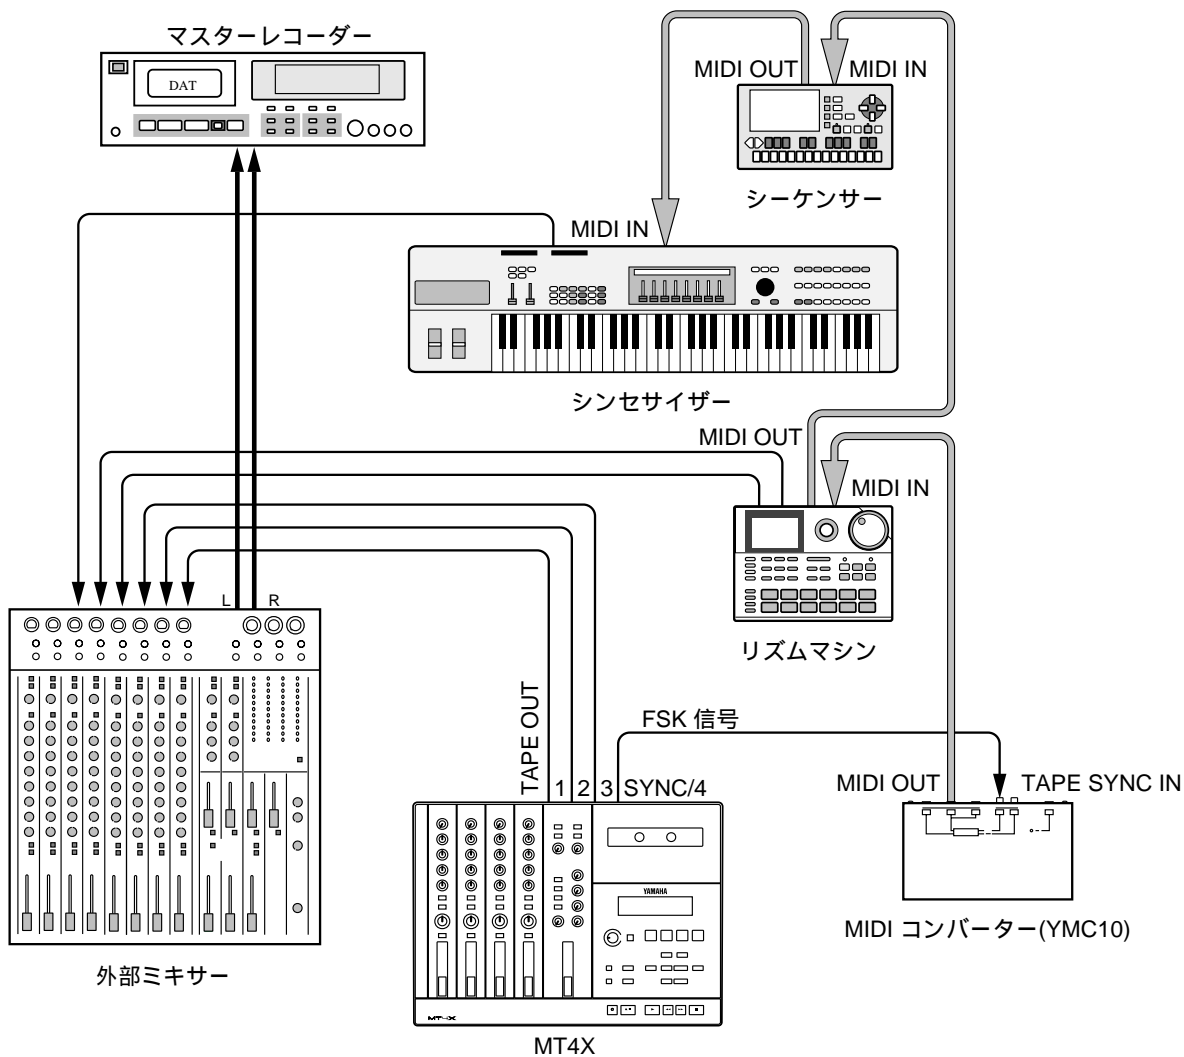 マスターレコーダー
DAT
MIDI OUT
MIDI IN
シーケンサー
MIDI IN
シンセサイザー
MIDI OUT
MIDI IN
リズムマシン
L
R
TAPE OUT
1
2
3
SYNC/4
FSK 信号
MIDI OUT
TAPE SYNC IN
YAMAHA
MIDI コンバーター(YMC10)
外部ミキサー
MT4X
MT4X